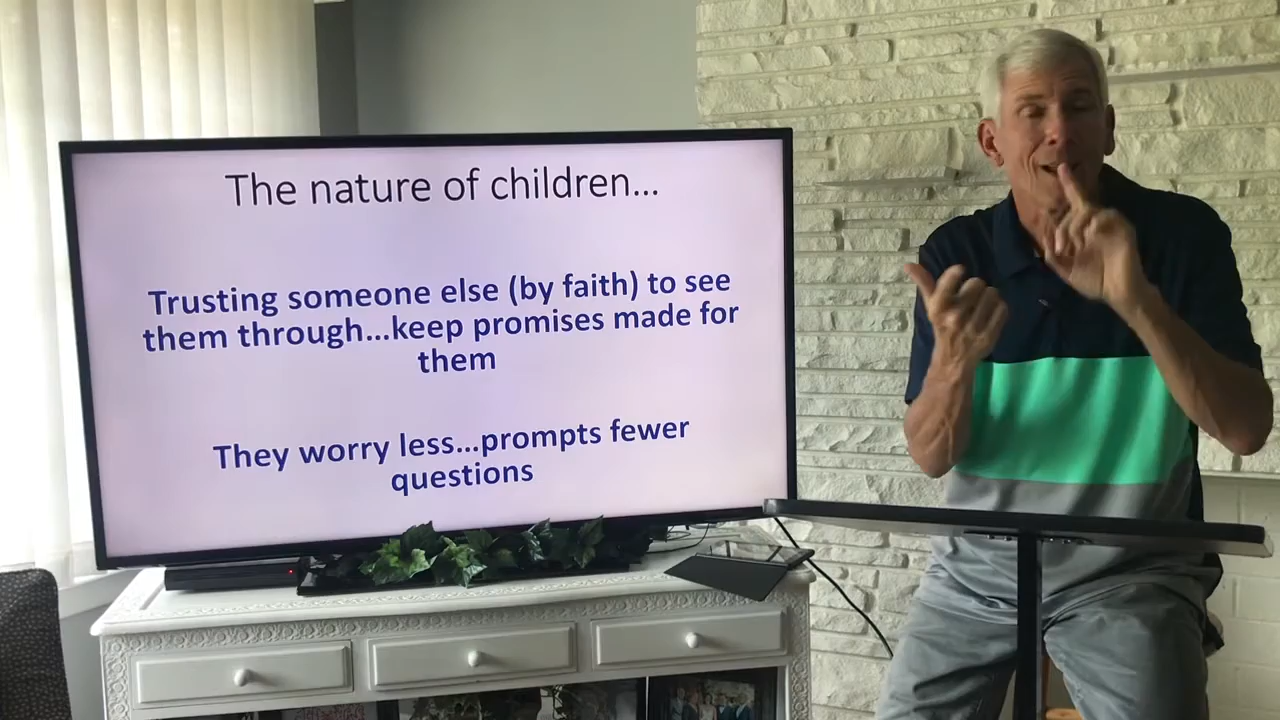 The nature of children...
Trusting someone else (by faith) to see
them through...keep promises made for
them
They worry less...prompts fewer
questions